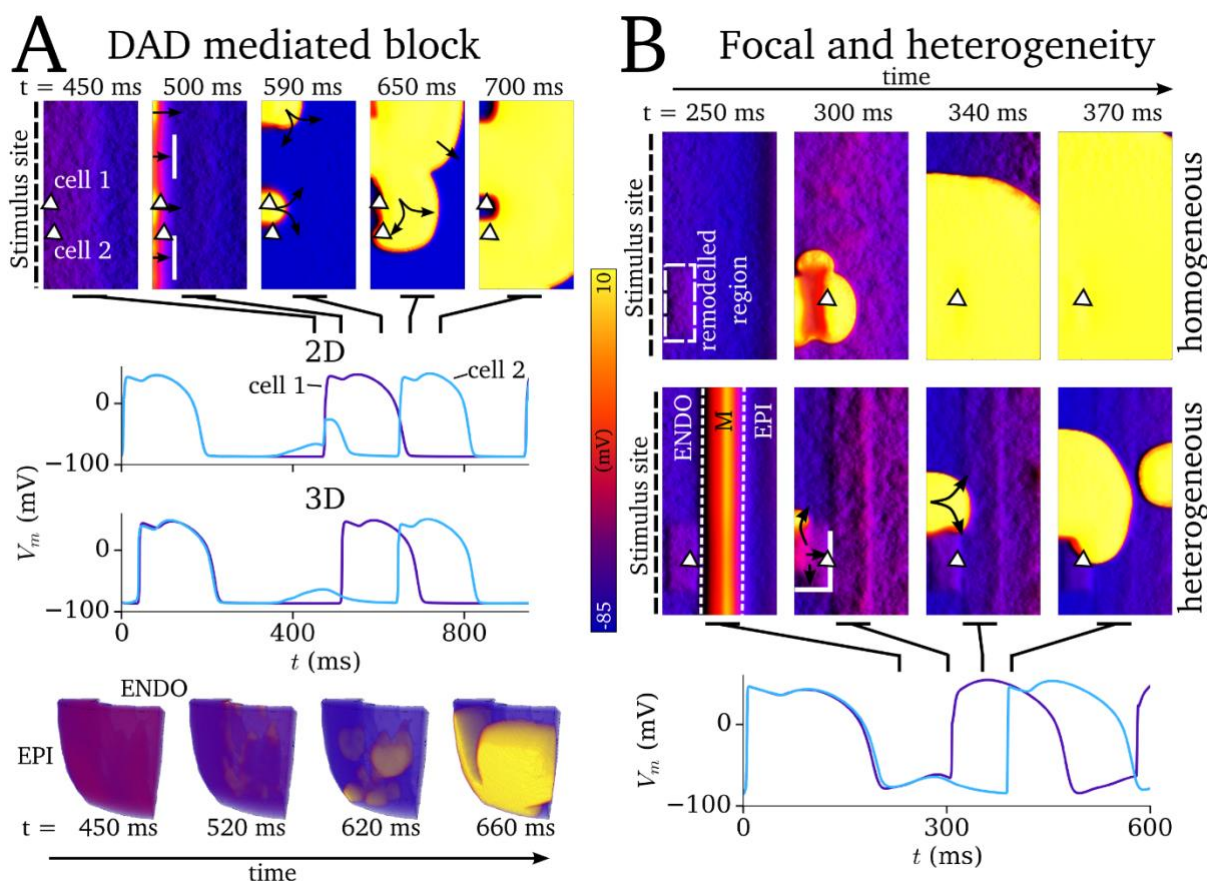 A DAD mediated block
t = 450 ms 500 ms 590 ms 650 ms 700 ms
Stimulus site
cell 1
cell 2
2D
cell 1
cell 2
0
−100
3D
0
−100
V_m (mV)
0 400 800
t (ms)
ENDO
EPI
t = 450 ms 520 ms 620 ms 660 ms
time
10
(mV)
-85
B Focal and heterogeneity
time
t = 250 ms 300 ms 340 ms 370 ms
Stimulus site
remodelled
region
homogeneous
Stimulus site
ENDO
M
EPI
heterogeneous
V_m (mV)
0
−100
0 300 600
t (ms)